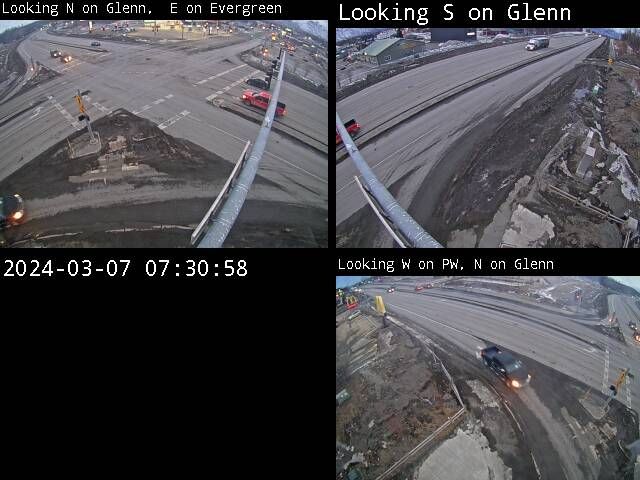 Looking N on Glenn,  E on Evergreen
Looking S on Glenn
2024-03-07 07:30:58
Looking W on PW, N on Glenn